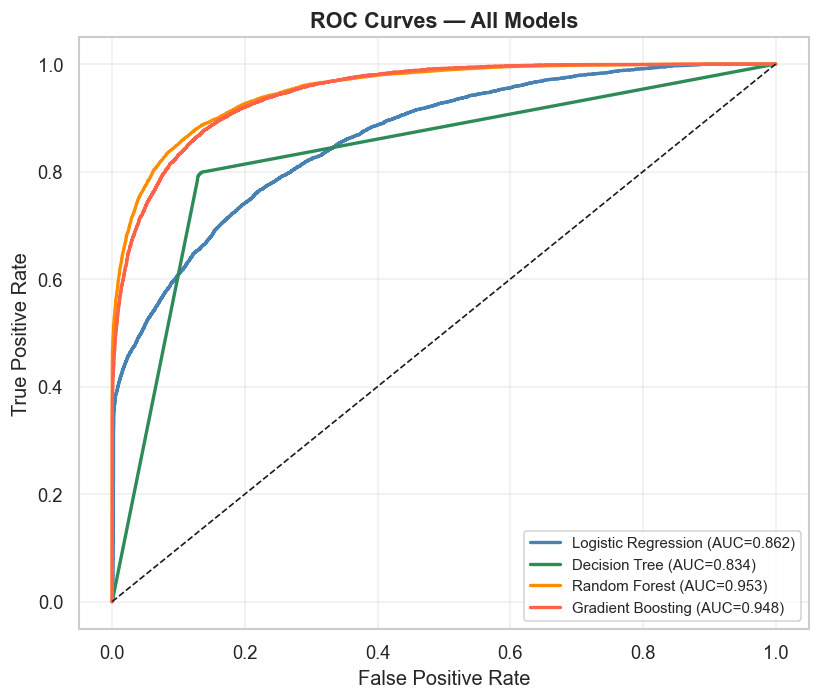 ROC Curves — All Models
True Positive Rate
1.0
0.8
0.6
0.4
0.2
0.0
0.0 0.2 0.4 0.6 0.8 1.0
False Positive Rate
Logistic Regression (AUC=0.862)
Decision Tree (AUC=0.834)
Random Forest (AUC=0.953)
Gradient Boosting (AUC=0.948)